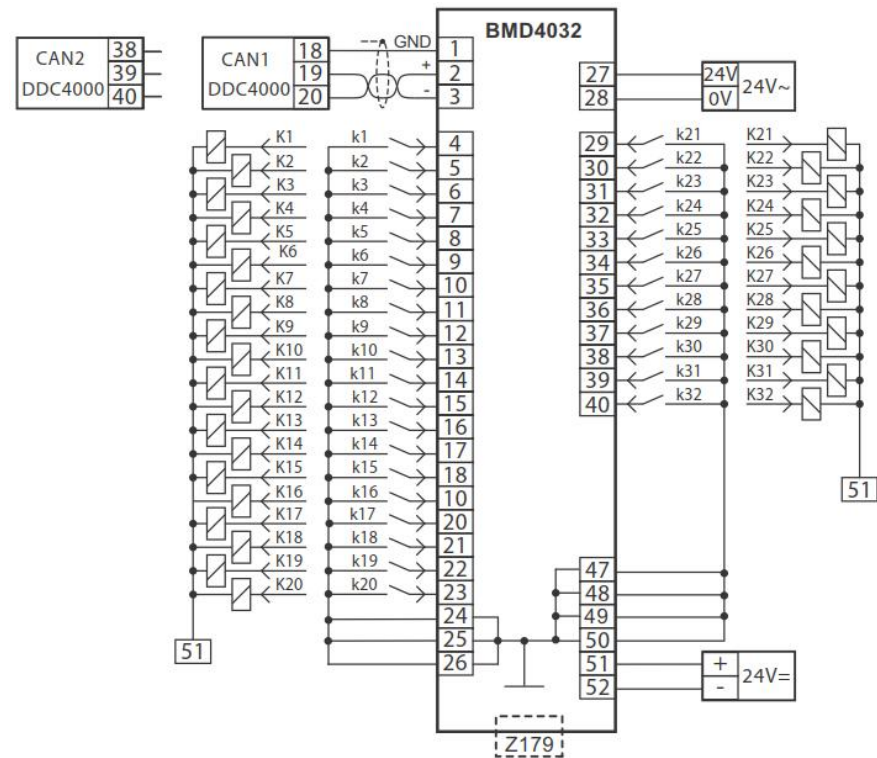 BMD4032
CAN2 DDC4000
38
39
40
CAN1 DDC4000
18
19
20
GND
+
-
1
2
3
27
28
24V
0V
24V~
K1 k1 4
K2 k2 5
K3 k3 6
K4 k4 7
K5 k5 8
K6 k6 9
K7 k7 10
K8 k8 11
K9 k9 12
K10 k10 13
K11 k11 14
K12 k12 15
K13 k13 16
K14 k14 17
K15 k15 18
K16 k16 10
K17 k17 20
K18 k18 21
K19 k19 22
K20 k20 23
24
25
26
51
29 k21 K21
30 k22 K22
31 k23 K23
32 k24 K24
33 k25 K25
34 k26 K26
35 k27 K27
36 k28 K28
37 k29 K29
38 k30 K30
39 k31 K31
40 k32 K32
51
47
48
49
50
51
52
+
-
24V=
Z179